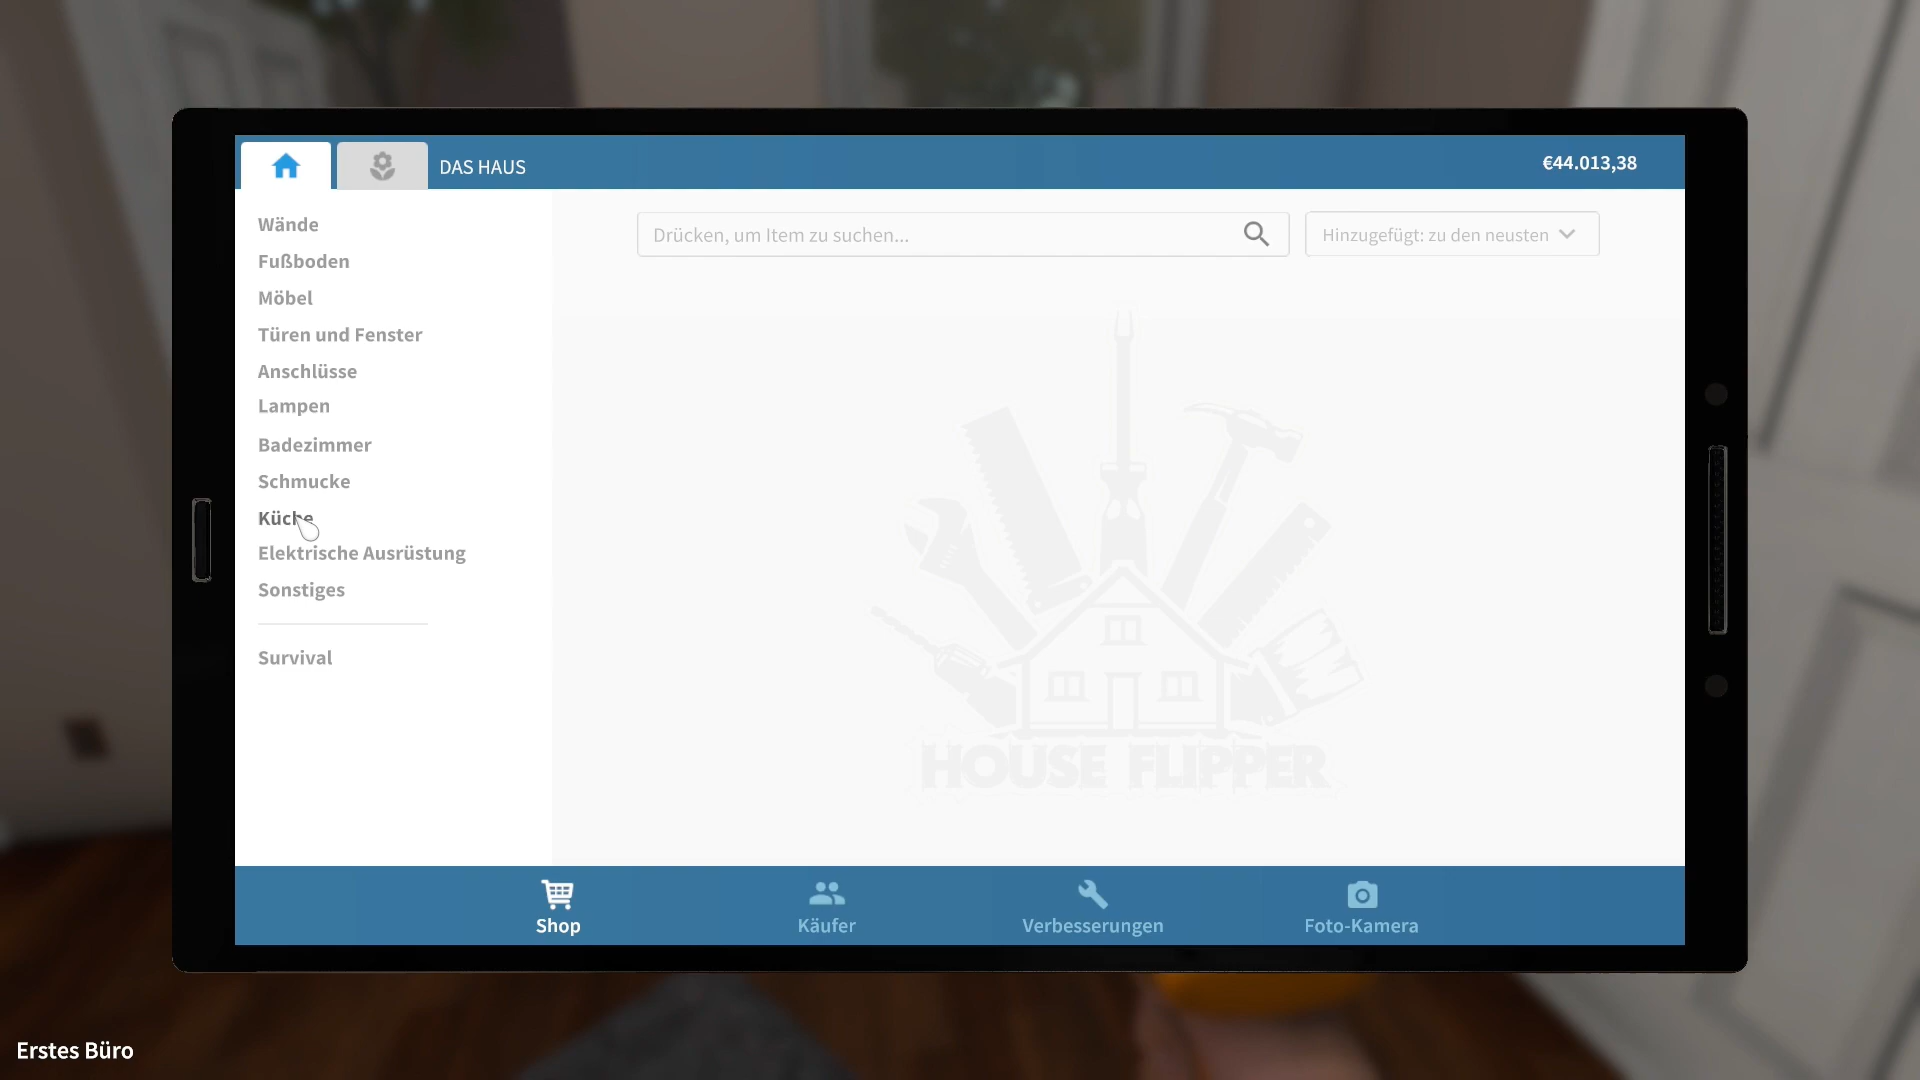 DAS HAUS
€44.013,38
Wände
Fußboden
Möbel
Türen und Fenster
Anschlüsse
Lampen
Badezimmer
Schmucke
Küche
Elektrische Ausrüstung
Sonstiges
Survival
Drücken, um Item zu suchen...
Hinzugefügt: zu den neusten
HOUSE FLIPPER
Shop
Käufer
Verbesserungen
Foto-Kamera
Erstes Büro